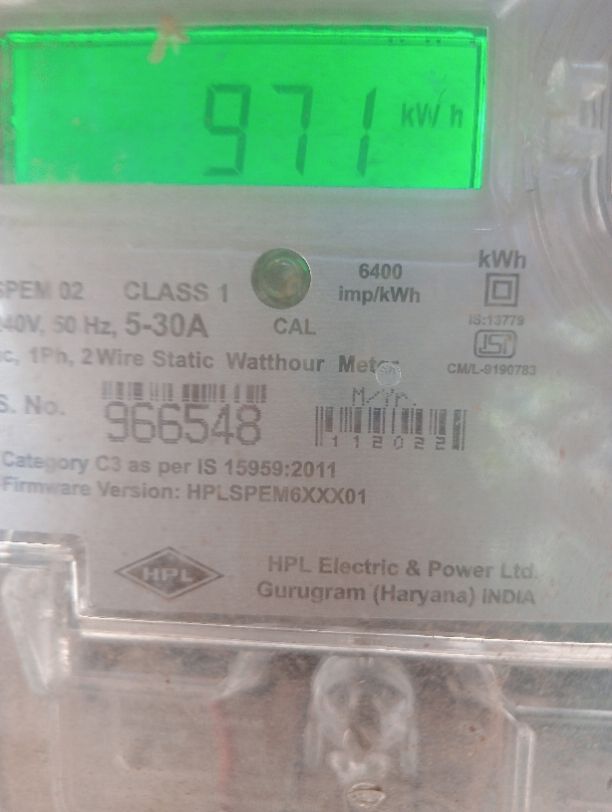 971 kWh
SPEM 02 CLASS 1
6400
imp/kWh
kWh
240V, 50 Hz, 5-30A
CAL
IS:13779
ISI
1Ph, 2 Wire Static Watthour Meter
CM/L-9190783
S. No. 966548
M/Yr.
112022
Category C3 as per IS 15959:2011
Firmware Version: HPLSPEM6XXX01
HPL
HPL Electric & Power Ltd.
Gurugram (Haryana) INDIA